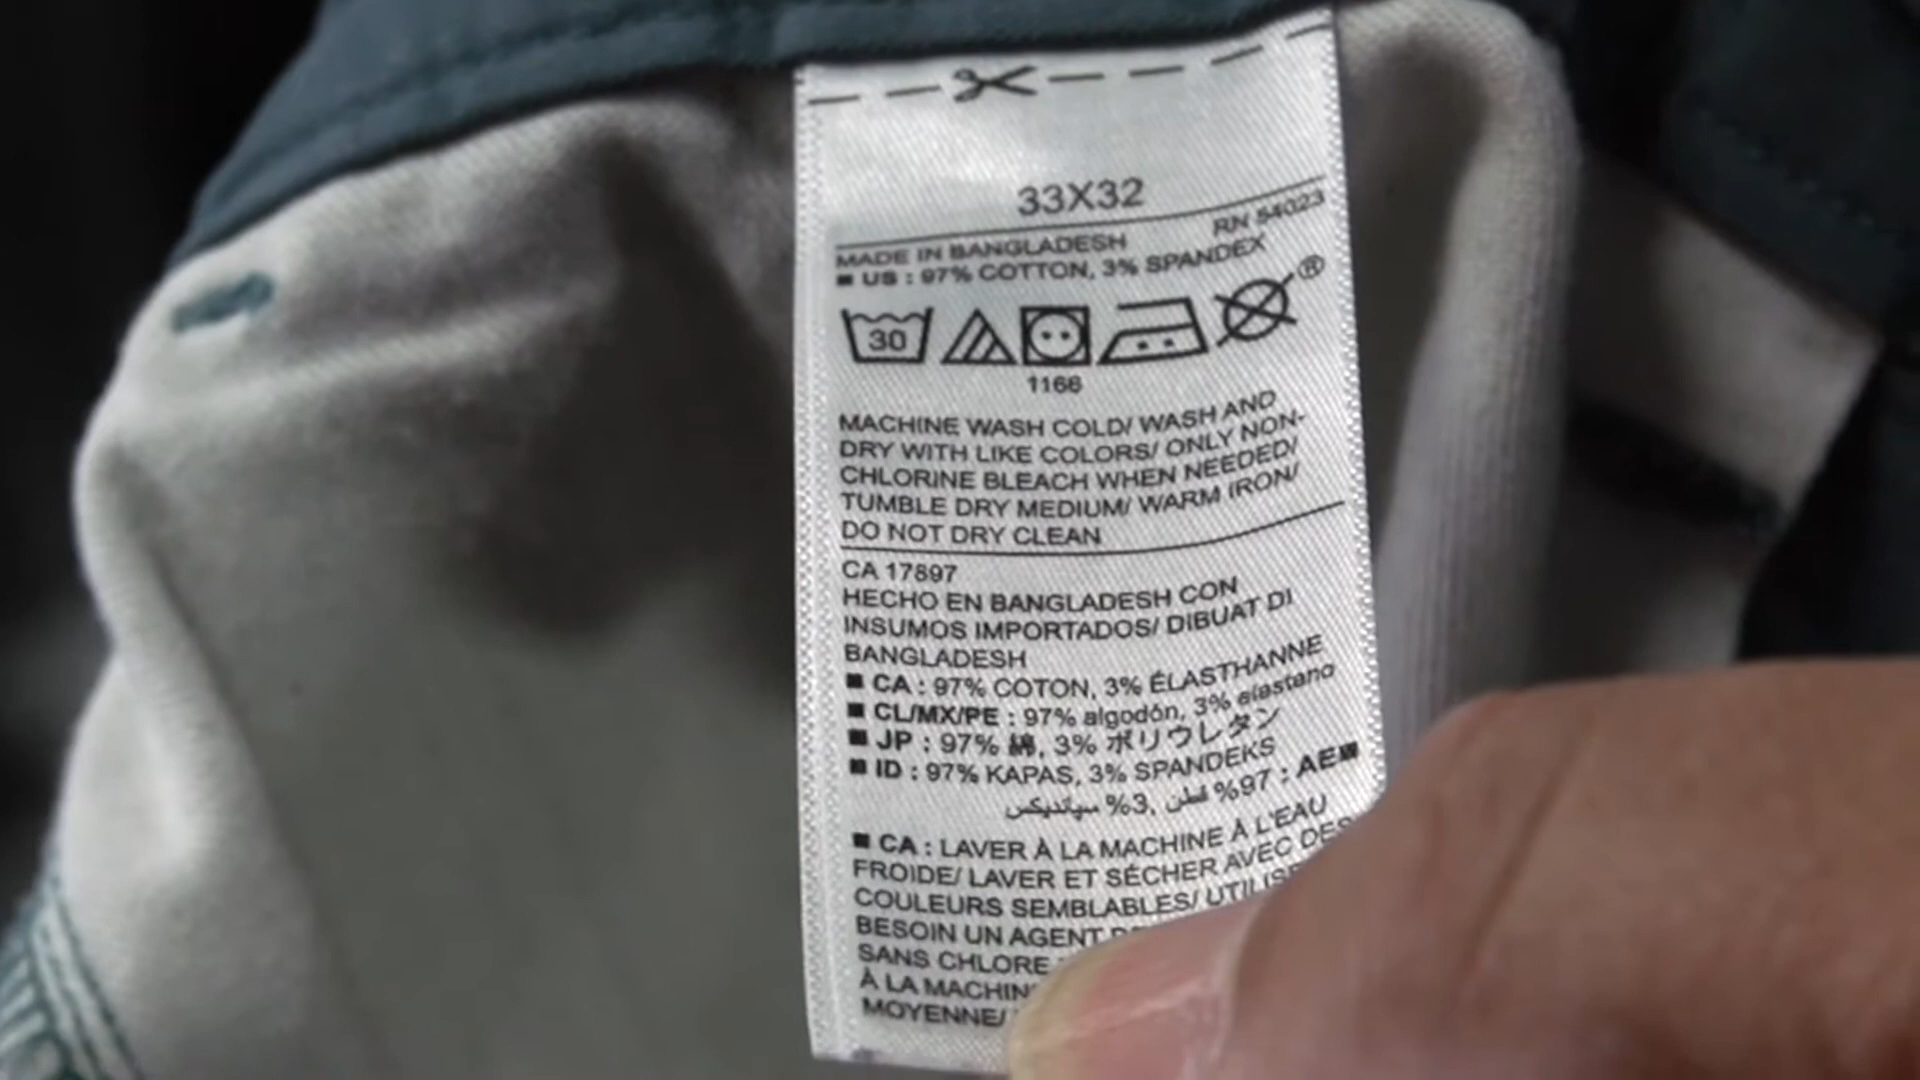 33X32
RN 54023
MADE IN BANGLADESH
■ US : 97% COTTON, 3% SPANDEX
30
®
1166
MACHINE WASH COLD/ WASH AND
DRY WITH LIKE COLORS/ ONLY NON-
CHLORINE BLEACH WHEN NEEDED/
TUMBLE DRY MEDIUM/ WARM IRON/
DO NOT DRY CLEAN
CA 17897
HECHO EN BANGLADESH CON
INSUMOS IMPORTADOS/ DIBUAT DI
BANGLADESH
■ CA : 97% COTON, 3% ÉLASTHANNE
■ CL/MX/PE : 97% algodón, 3% elastano
■ JP : 97% 綿, 3% ポリウレタン
■ ID : 97% KAPAS, 3% SPANDEKS
■AE : 97% قطن, 3% سپاندیکس
■ CA : LAVER À LA MACHINE À L'EAU
FROIDE/ LAVER ET SÉCHER AVEC DES
COULEURS SEMBLABLES/
BESOIN UN AGENT
SANS CHLORE
À LA MACHIN
MOYENNE/